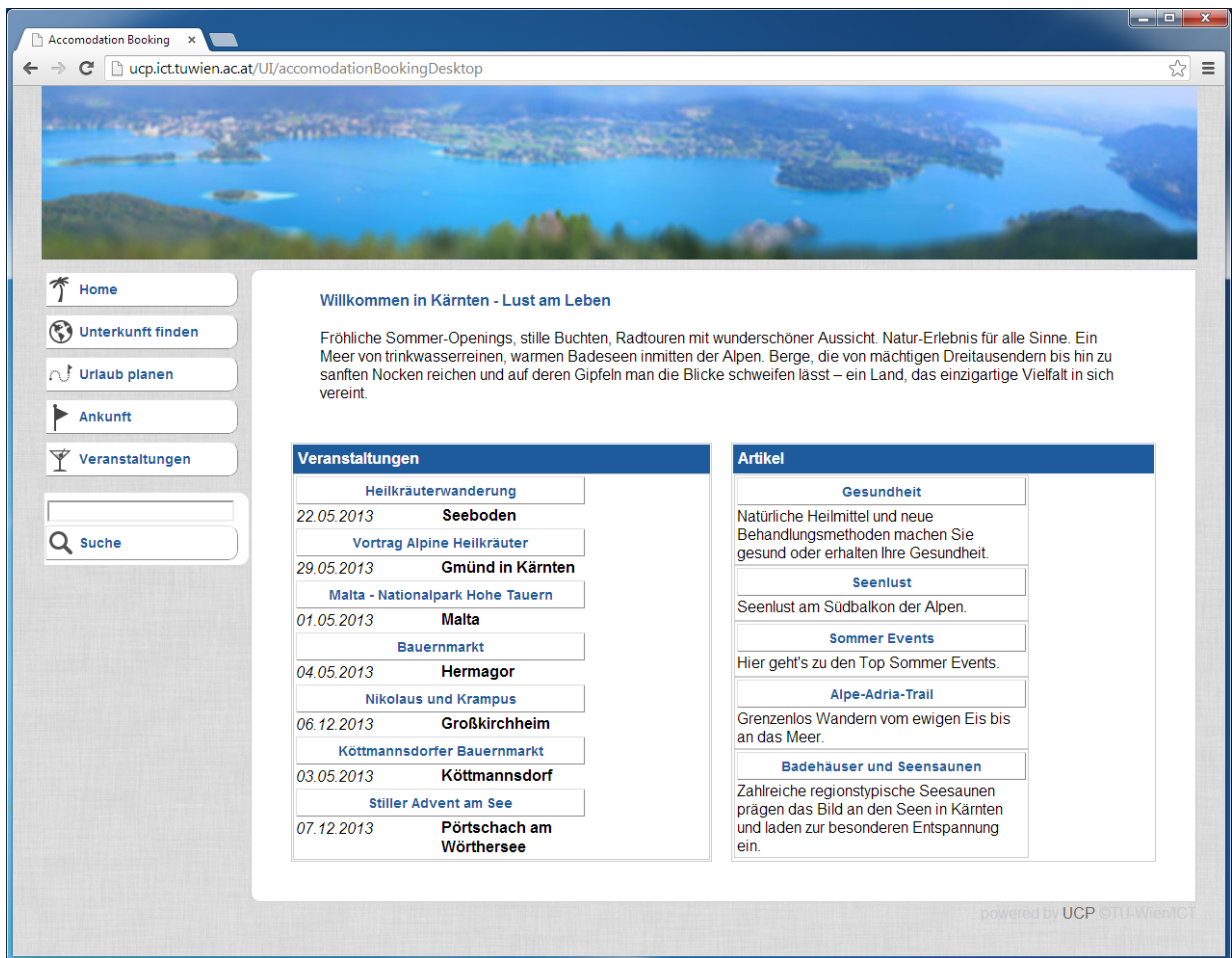 Accomodation Booking
ucp.ict.tuwien.ac.at/UI/accomodationBookingDesktop
Home
Unterkunft finden
Urlaub planen
Ankunft
Veranstaltungen
Suche
Willkommen in Kärnten - Lust am Leben
Fröhliche Sommer-Openings, stille Buchten, Radtouren mit wunderschöner Aussicht. Natur-Erlebnis für alle Sinne. Ein
Meer von trinkwasserreinen, warmen Badeseen inmitten der Alpen. Berge, die von mächtigen Dreitausendern bis hin zu
sanften Nocken reichen und auf deren Gipfeln man die Blicke schweifen lässt – ein Land, das einzigartige Vielfalt in sich
vereint.
Veranstaltungen
Heilkräuterwanderung
22.05.2013 Seeboden
Vortrag Alpine Heilkräuter
29.05.2013 Gmünd in Kärnten
Malta - Nationalpark Hohe Tauern
01.05.2013 Malta
Bauernmarkt
04.05.2013 Hermagor
Nikolaus und Krampus
06.12.2013 Großkirchheim
Köttmannsdorfer Bauernmarkt
03.05.2013 Köttmannsdorf
Stiller Advent am See
07.12.2013 Pörtschach am
Wörthersee
Artikel
Gesundheit
Natürliche Heilmittel und neue
Behandlungsmethoden machen Sie
gesund oder erhalten Ihre Gesundheit.
Seenlust
Seenlust am Südbalkon der Alpen.
Sommer Events
Hier geht's zu den Top Sommer Events.
Alpe-Adria-Trail
Grenzenlos Wandern vom ewigen Eis bis
an das Meer.
Badehäuser und Seensaunen
Zahlreiche regionstypische Seesaunen
prägen das Bild an den Seen in Kärnten
und laden zur besonderen Entspannung
ein.
powered by UCP ©TU-Wien/ICT